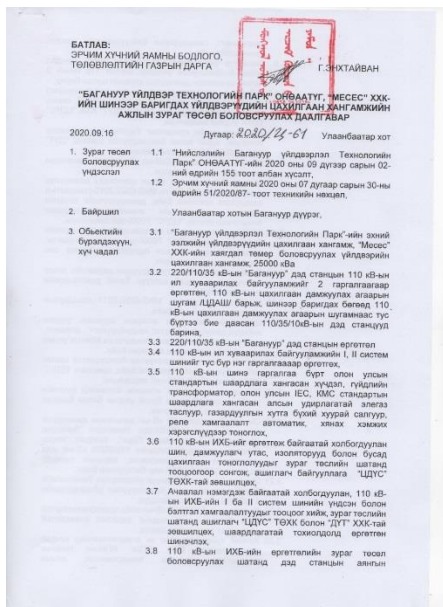 БАТЛАВ:
ЭРЧИМ ХҮЧНИЙ ЯАМНЫ БОДЛОГО,
ТӨЛӨВЛӨЛТИЙН ГАЗРЫН ДАРГА Г.ЭНХТАЙВАН
"БАГАНУУР ҮЙЛДВЭР ТЕХНОЛОГИЙН ПАРК" ОНӨААТҮГ, "МЕСЕС" ХХК-
ИЙН ШИНЭЭР БАРИГДАХ ҮЙЛДВЭРҮҮДИЙН ЦАХИЛГААН ХАНГАМЖИЙН
АЖЛЫН ЗУРАГ ТӨСӨЛ БОЛОВСРУУЛАХ ДААЛГАВАР
2020.09.16 Дугаар: 2020/24-61 Улаанбаатар хот
1. Зураг төсөл боловсруулах үндэслэл
1.1 "Нийслэлийн Багануур үйлдвэрлэл Технологийн
Парк" ОНӨААТҮГ-ийн 2020 оны 09 дүгээр сарын 02-
ний өдрийн 155 тоот албан хүсэлт,
1.2 Эрчим хүчний яамны 2020 оны 07 дугаар сарын 30-ны
өдрийн 51/2020/87- тоот техникийн нөхцөл,
2. Байршил Улаанбаатар хотын Багануур дүүрэг.
3. Обьектийн бүрэлдэхүүн, хүч чадал
3.1 "Багануур үйлдвэрлэл Технологийн Парк"-ийн эхний
ээлжийн үйлдвэрүүдийн цахилгаан хангамж, "Месес"
ХХК-ийн хаягдал төмөр боловсруулах үйлдвэрийн
цахилгаан хангамж, 25000 кВа
3.2 220/110/35 кВ-ын "Багануур" дэд станцын 110 кВ-ын
ил хуваарилах байгууламжийг 2 гаргалгаагаар
өргөтгөн, 110 кВ-ын цахилгаан дамжуулах агаарын
шугам /ЦДАШ/ барьж, шинээр баригдах бөгөөд 110
кВ-ын цахилгаан дамжуулах агаарын шугамнаас тус
бүртээ бие даасан 110/35/10кВ-ын дэд станцууд
барина,
3.3 220/110/35 кВ-ын "Багануур" дэд станцын өргөтгөл
3.4 110 кВ-ын ил хуваарилах байгууламжийн I, II систем
шинийг тус бүр нэг гаргалгаагаар өргөтгөх,
3.5 110 кВ-ын шинэ гаргалгаа бүрт олон улсын
стандартын шаардлага хангасан хүчдэл, гүйдлийн
трансформатор, олон улсын IEC, КМС стандартын
шаардлага хангасан алсын удирдлагатай элегаз
таслуур, газардуулгын хутга бүхий хуурай салгуур,
реле хамгаалалт автоматик, хянах хэмжих
хэрэгслүүдээр тоноглох,
3.6 110 кВ-ын ИХБ-ийг өргөтгөж байгаатай холбогдуулан
шин, дамжуулагч утас, изоляторууд болон бусад
цахилгаан тоноглолуудыг зураг төслийн шатанд
тооцоогоор сонгож, ашиглагч байгууллага "ЦДҮС"
ТӨХК-тай зөвшилцөх,
3.7 Ачаалал нэмэгдэж байгаатай холбогдуулан, 110 кВ-
ын ИХБ-ийн I ба II систем шинийн үндсэн болон
бэлтгэл хамгаалалтуудыг тооцоог хийж, зураг төслийн
шатанд ашиглагч "ЦДҮС" ТӨХК болон "ДҮТ" ХХК-тай
зөвшилцөх, шаардлагатай тохиолдолд өргөтгөн
шинэчлэх,
3.8 110 кВ-ын ИХБ-ийн өргөтгөлийн зураг төсөл
боловсруулах шатанд дэд станцын аянгын